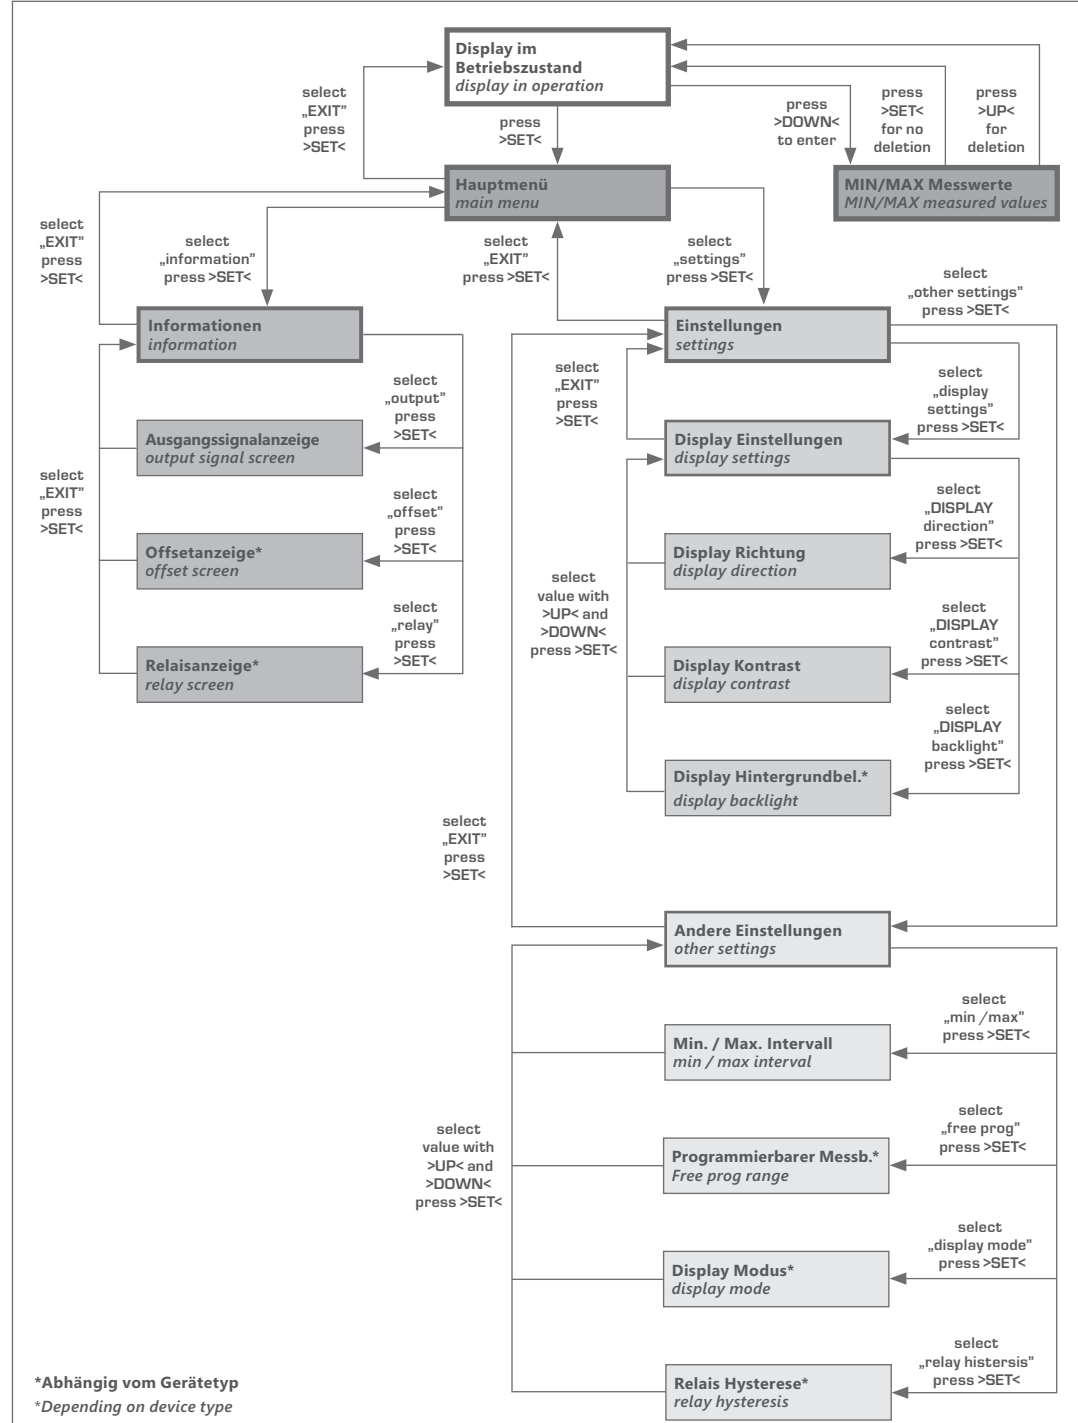 Display im
Betriebszustand
display in operation
select
„EXIT”
press
>SET<
press
>SET<
press
>DOWN<
to enter
press
>SET<
for no
deletion
press
>UP<
for
deletion
Hauptmenü
main menu
MIN/MAX Messwerte
MIN/MAX measured values
select
„EXIT”
press
>SET<
select
„information”
press >SET<
select
„EXIT”
press >SET<
select
„settings”
press >SET<
select
„other settings”
press >SET<
Informationen
information
Einstellungen
settings
select
„output”
press
>SET<
select
„EXIT”
press
>SET<
select
„display
settings”
press >SET<
Ausgangssignalanzeige
output signal screen
Display Einstellungen
display settings
select
„EXIT”
press
>SET<
select
„offset”
press
>SET<
select
„DISPLAY
direction”
press >SET<
Offsetanzeige*
offset screen
Display Richtung
display direction
select
value with
>UP< and
>DOWN<
press >SET<
select
„relay”
press
>SET<
select
„DISPLAY
contrast”
press >SET<
Relaisanzeige*
relay screen
Display Kontrast
display contrast
select
„DISPLAY
backlight”
press >SET<
Display Hintergrundbel.*
display backlight
select
„EXIT”
press
>SET<
Andere Einstellungen
other settings
select
„min /max”
press >SET<
Min. / Max. Intervall
min / max interval
select
value with
>UP< and
>DOWN<
press >SET<
select
„free prog”
press >SET<
Programmierbarer Messb.*
Free prog range
select
„display mode”
press >SET<
Display Modus*
display mode
select
„relay histersis”
press >SET<
Relais Hysterese*
relay hysteresis
*Abhängig vom Gerätetyp
*Depending on device type